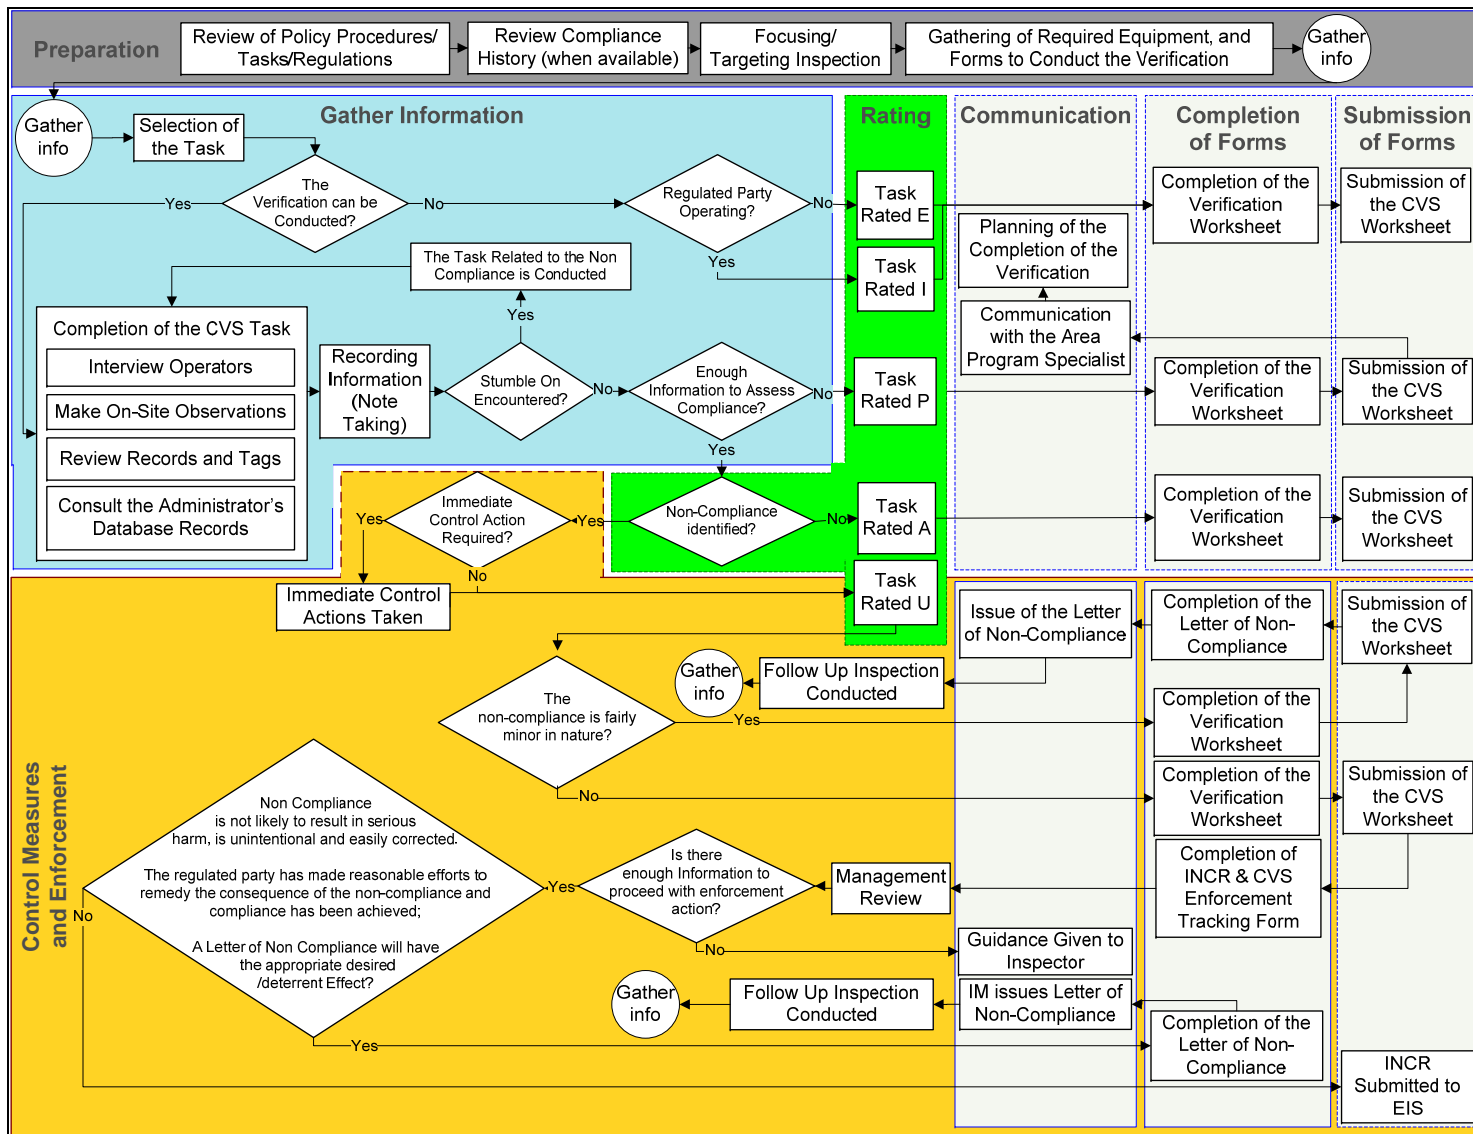 Preparation
Review of Policy Procedures/
Tasks/Regulations
Review Compliance
History (when available)
Focusing/
Targeting Inspection
Gathering of Required Equipment, and
Forms to Conduct the Verification
Gather
info
Gather Information
Rating
Communication
Completion
of Forms
Submission
of Forms
Gather
info
Selection of
the Task
The
Verification can be
Conducted?
Yes
No
Regulated Party
Operating?
No
Yes
Task
Rated E
Task
Rated I
Completion of the
Verification
Worksheet
Submission of
the CVS
Worksheet
Planning of the
Completion of the
Verification
Communication
with the Area
Program Specialist
The Task Related to the Non
Compliance is Conducted
Yes
Completion of the CVS Task
Interview Operators
Make On-Site Observations
Review Records and Tags
Consult the Administrator's
Database Records
Recording
Information
(Note
Taking)
Stumble On
Encountered?
No
Enough
Information to Assess
Compliance?
No
Yes
Task
Rated P
Completion of the
Verification
Worksheet
Submission of
the CVS
Worksheet
Immediate
Control Action
Required?
Yes
No
Yes
Non-Compliance
identified?
No
Task
Rated A
Completion of the
Verification
Worksheet
Submission of
the CVS
Worksheet
Immediate Control
Actions Taken
Task
Rated U
Issue of the Letter
of Non-Compliance
Completion of the
Letter of Non-
Compliance
Submission of
the CVS
Worksheet
Gather
info
Follow Up Inspection
Conducted
The
non-compliance is fairly
minor in nature?
Yes
No
Completion of the
Verification
Worksheet
Completion of the
Verification
Worksheet
Submission of
the CVS
Worksheet
Control Measures
and Enforcement
Non Compliance
is not likely to result in serious
harm, is unintentional and easily corrected.
The regulated party has made reasonable efforts to
remedy the consequence of the non-compliance and
compliance has been achieved;
A Letter of Non Compliance will have
the appropriate desired
/deterrent Effect?
No
Yes
Yes
Is there
enough Information to
proceed with enforcement
action?
No
Management
Review
Completion of
INCR & CVS
Enforcement
Tracking Form
Guidance Given to
Inspector
Gather
info
Follow Up Inspection
Conducted
IM issues Letter of
Non-Compliance
Completion of the
Letter of Non-
Compliance
INCR
Submitted to
EIS